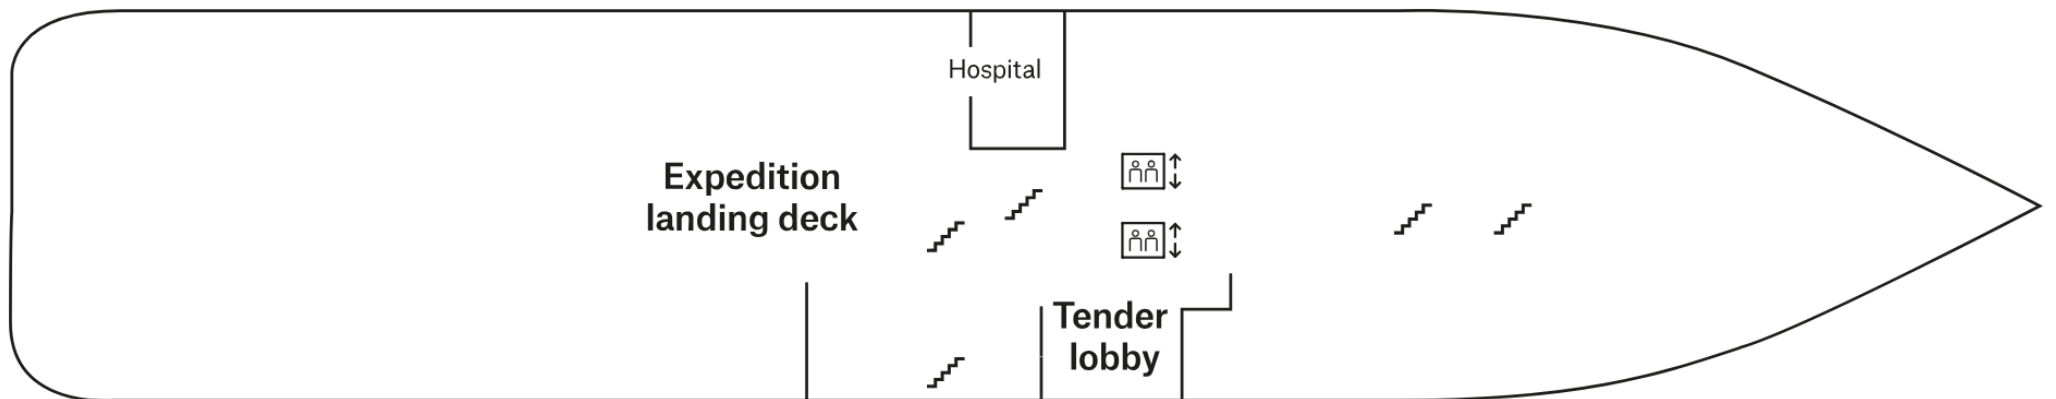 Hospital
Expedition
landing deck
Tender
lobby